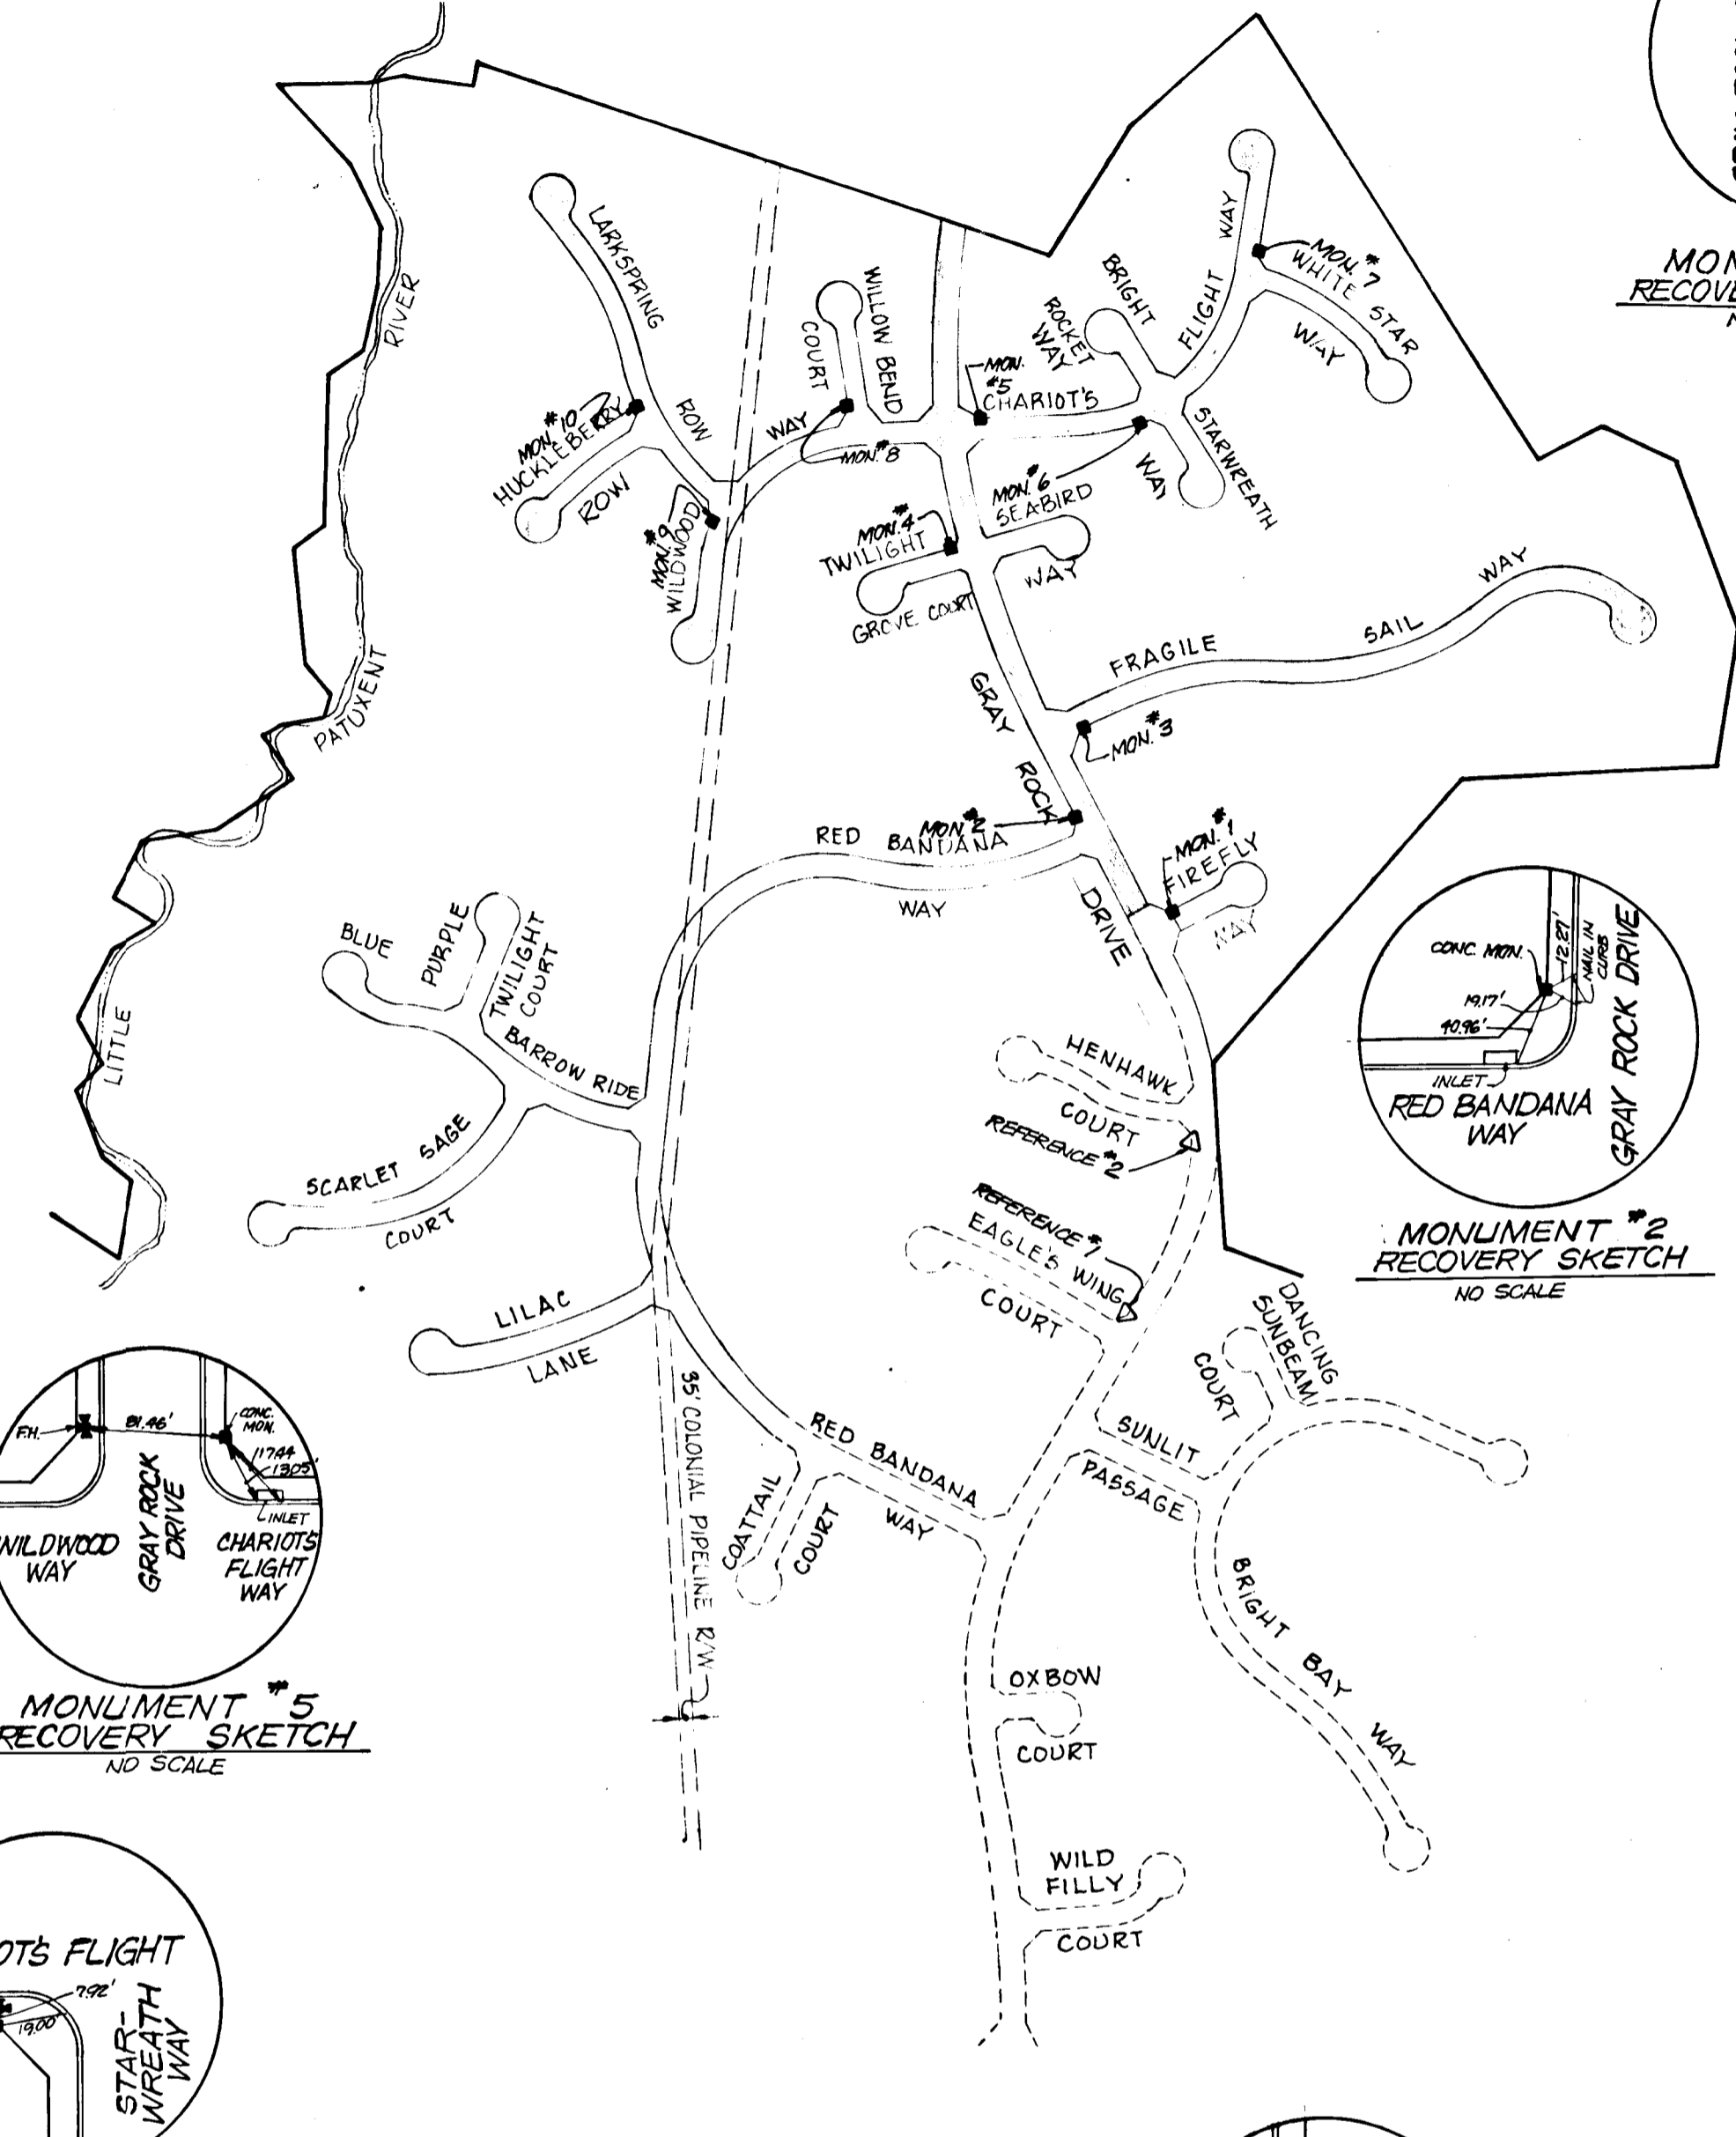 MON. #7
WHITE STAR
WAY
CHARIOT'S
FLIGHT
WAY
BRIGHT
ROCKET
WAY
STARWREATH
WAY
MON.
#5
LARKSPRING
ROW
WILLOW BEND
COURT
MON. #8
MON. #10
HUCKLEBERRY
ROW
MON. #9
WILDWOOD
WAY
MON. #6
SEABIRD
WAY
MON. #4
TWILIGHT
GROVE COURT
FRAGILE
SAIL
WAY
MON. #3
GRAY
ROCK
DRIVE
MON. #2
RED BANDANA
WAY
MON. #1
FIREFLY
WAY
LITTLE
PATUXENT
RIVER
BLUE
BARROW RIDE
PURPLE
TWILIGHT
COURT
SCARLET SAGE
COURT
LILAC
LANE
HENHAWK
COURT
REFERENCE #2
REFERENCE #1
EAGLE'S WING
COURT
DANCING
SUNBEAM
COURT
SUNLIT
PASSAGE
RED BANDANA
WAY
COATTAIL
COURT
35' COLONIAL PIPELINE R/W
BRIGHT BAY
WAY
OXBOW
COURT
WILD
FILLY
COURT
CONC. MON.
12.27'
NAIL IN
CURB
19.17'
40.96'
INLET
RED BANDANA
WAY
GRAY ROCK DRIVE
MONUMENT #2
RECOVERY SKETCH
NO SCALE
F.H.
81.46'
CONC.
MON.
INLET
WILDWOOD
WAY
GRAY ROCK
DRIVE
CHARIOT'S
FLIGHT
WAY
MONUMENT #5
RECOVERY SKETCH
NO SCALE
OT'S FLIGHT
7.92'
19.00'
STAR-
WREATH
WAY
MON
RECOVE